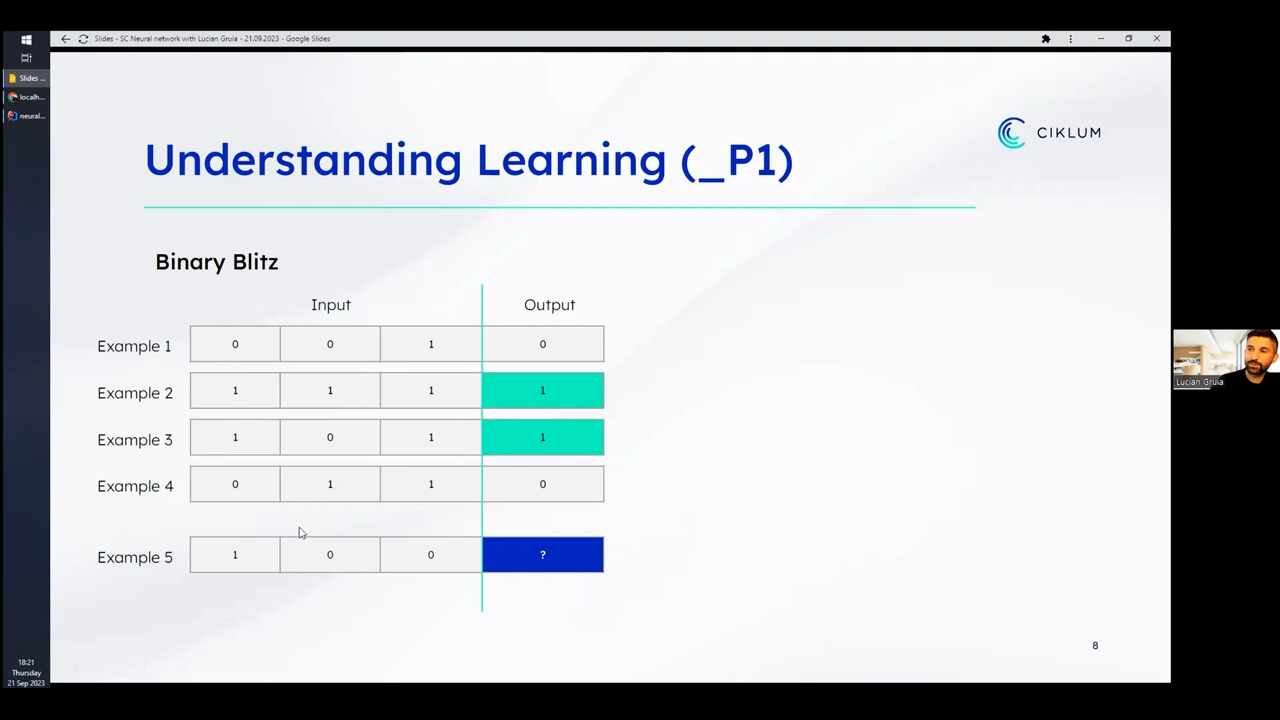 Slides - SC Neural network with Lucian Gruia - 21.09.2023 - Google Slides
Slides ...
localh...
neural...
CIKLUM
Understanding Learning (_P1)
Binary Blitz
Input Output
Example 1 0 0 1 0
Example 2 1 1 1 1
Example 3 1 0 1 1
Example 4 0 1 1 0
Example 5 1 0 0 ?
8
Lucian Gruia
18:21
Thursday
21 Sep 2023